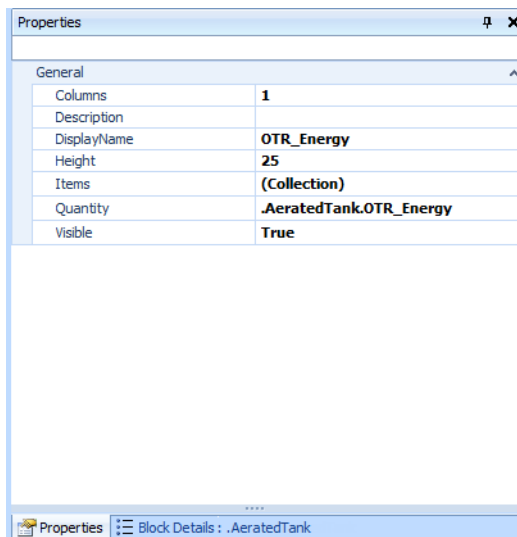 Properties
General
Columns 1
Description
DisplayName OTR_Energy
Height 25
Items (Collection)
Quantity .AeratedTank.OTR_Energy
Visible True
Properties Block Details : .AeratedTank